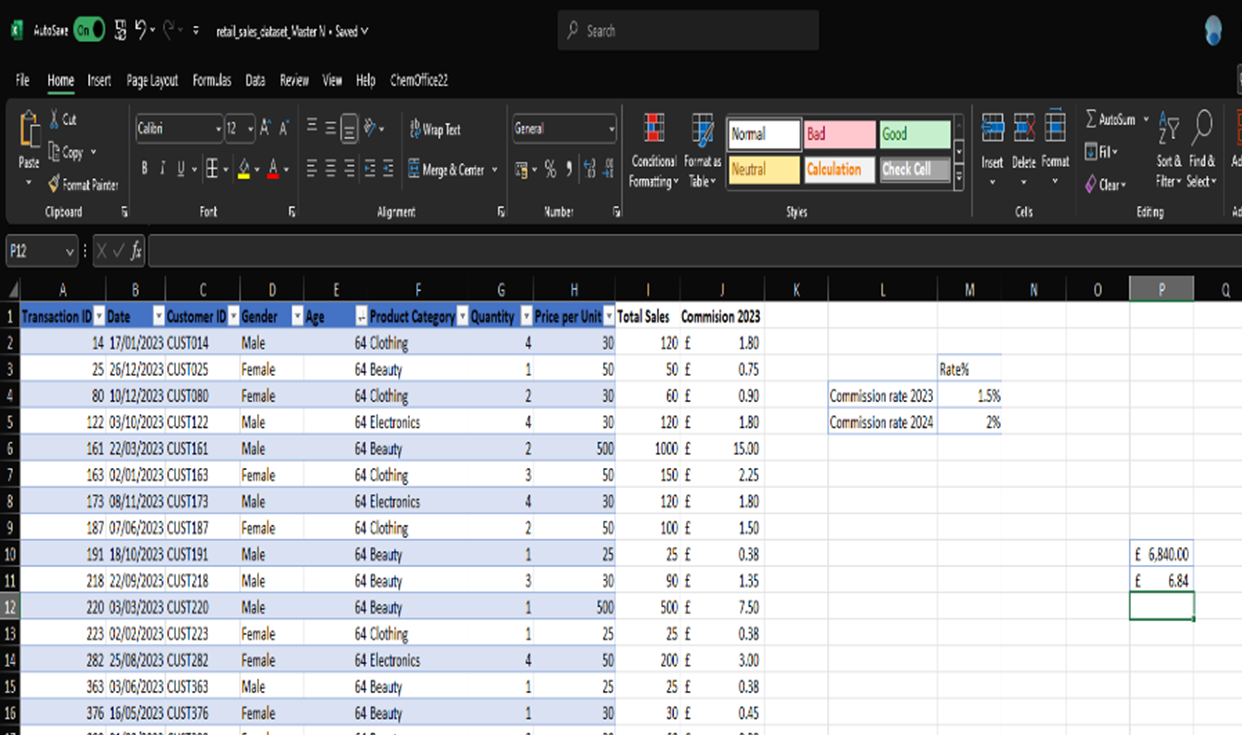 AutoSave On retail_sales_dataset_Master N • Saved Search
File Home Insert Page Layout Formulas Data Review View Help ChemOffice22
Cut
Copy
Format Painter
Paste
Clipboard
Calibri 12
B I U
Font
Wrap Text
Merge & Center
Alignment
General
Number
Conditional Formatting
Format as Table
Normal Bad Good
Neutral Calculation Check Cell
Styles
Insert Delete Format
Cells
AutoSum
Fill
Clear
Sort & Filter
Find & Select
Editing
P12 fx
A B C D E F G H I J K L M N O P Q
1 Transaction ID Date Customer ID Gender Age Product Category Quantity Price per Unit Total Sales Commision 2023
2 14 17/01/2023 CUST014 Male 64 Clothing 4 30 120 £ 1.80
3 25 26/12/2023 CUST025 Female 64 Beauty 1 50 50 £ 0.75 Rate%
4 80 10/12/2023 CUST080 Female 64 Clothing 2 30 60 £ 0.90 Commission rate 2023 1.5%
5 122 03/10/2023 CUST122 Male 64 Electronics 4 30 120 £ 1.80 Commission rate 2024 2%
6 161 22/03/2023 CUST161 Male 64 Beauty 2 500 1000 £ 15.00
7 163 02/01/2023 CUST163 Female 64 Clothing 3 50 150 £ 2.25
8 173 08/11/2023 CUST173 Male 64 Electronics 4 30 120 £ 1.80
9 187 07/06/2023 CUST187 Female 64 Clothing 2 50 100 £ 1.50
10 191 18/10/2023 CUST191 Male 64 Beauty 1 25 25 £ 0.38 £ 6,840.00
11 218 22/09/2023 CUST218 Male 64 Beauty 3 30 90 £ 1.35 £ 6.84
12 220 03/03/2023 CUST220 Male 64 Beauty 1 500 500 £ 7.50
13 223 02/02/2023 CUST223 Female 64 Clothing 1 25 25 £ 0.38
14 282 25/08/2023 CUST282 Female 64 Electronics 4 50 200 £ 3.00
15 363 03/06/2023 CUST363 Male 64 Beauty 1 25 25 £ 0.38
16 376 16/05/2023 CUST376 Female 64 Beauty 1 30 30 £ 0.45